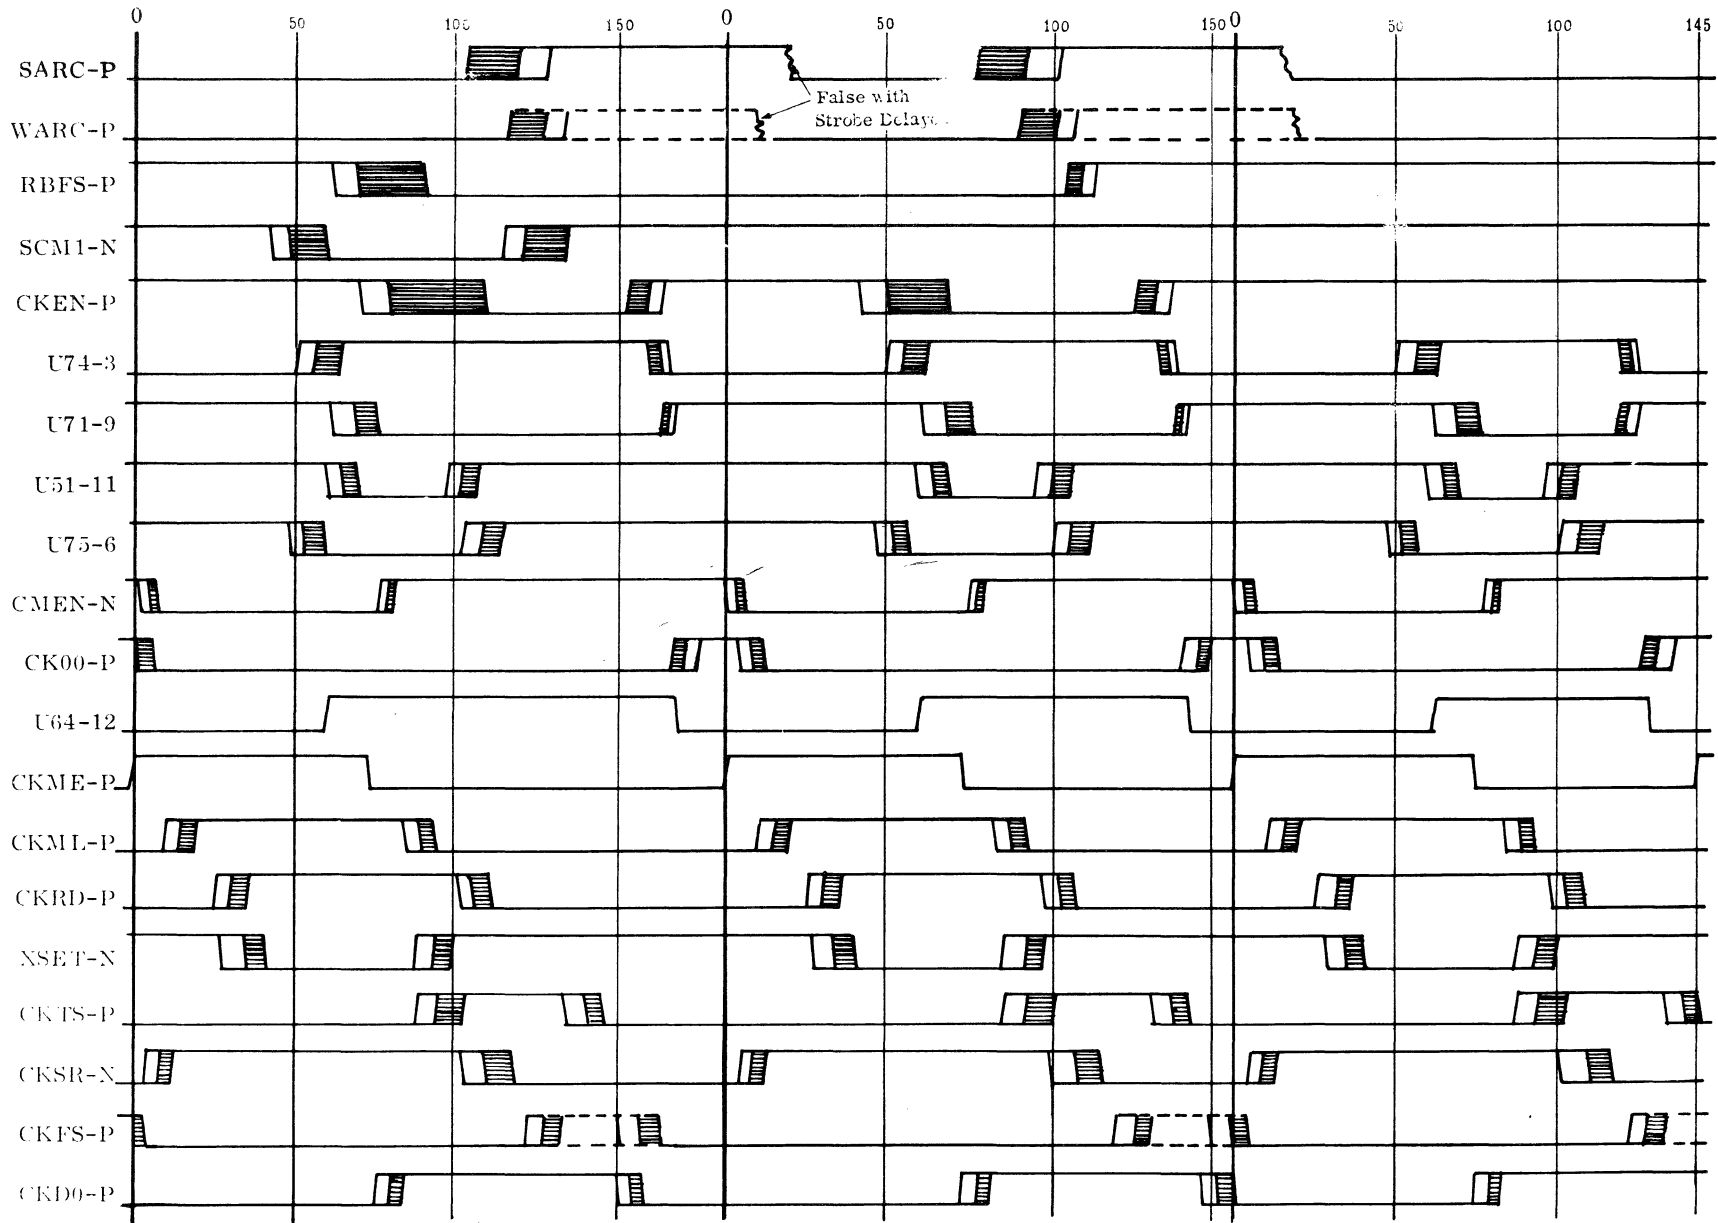 0 50 100 150 0 50 100 150 0 50 100 145
SARC-P
False with
Strobe Delay
WARC-P
RBFS-P
SCM1-N
CKEN-P
U74-3
U71-9
U51-11
U75-6
CMEN-N
CK00-P
U64-12
CKME-P
CKML-P
CKRD-P
XSET-N
CKTS-P
CKSR-N
CKFS-P
CKD0-P